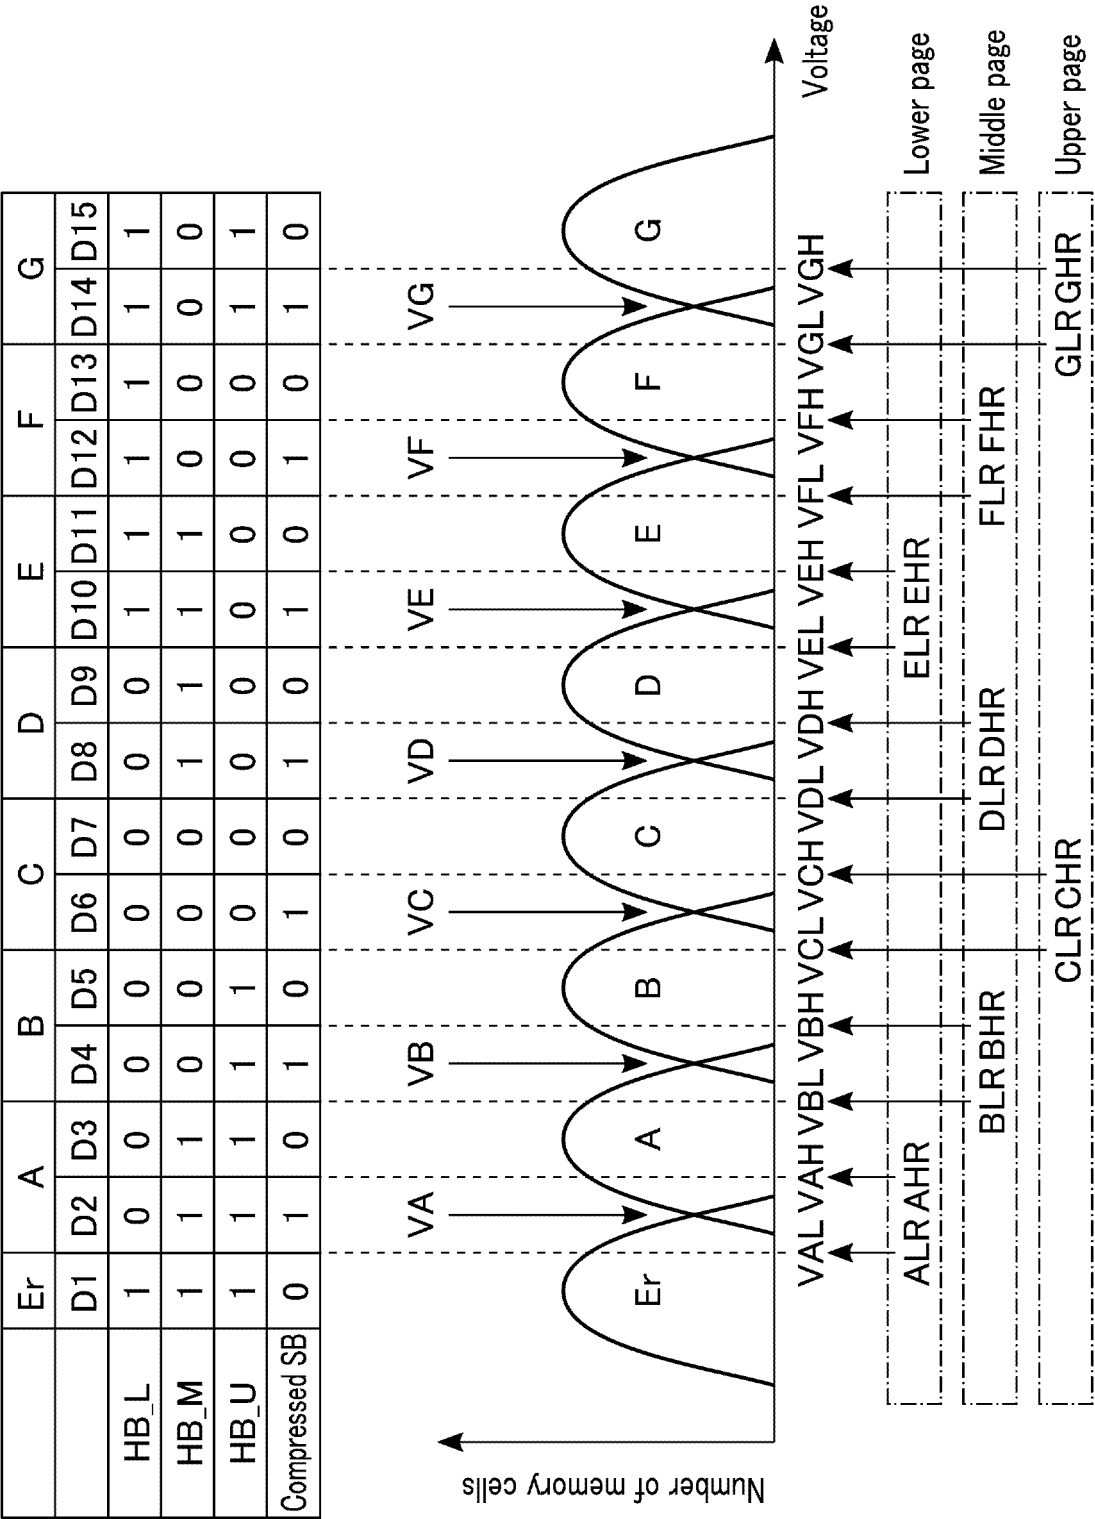 Er A B C D E F G
D1 D2 D3 D4 D5 D6 D7 D8 D9 D10 D11 D12 D13 D14 D15
HB_L 1 0 0 0 0 0 0 0 0 1 1 1 1 1 1
HB_M 1 1 1 0 0 0 0 1 1 1 1 0 0 0 0
HB_U 1 1 1 1 1 0 0 0 0 0 0 0 0 1 1
Compressed SB 0 1 0 1 0 1 0 1 0 1 0 1 0 1 0
VA VB VC VD VE VF VG
Er A B C D E F G
Number of memory cells
VAL VAH VBL VBH VCL VCH VDL VDH VEL VEH VFL VFH VGL VGH
Voltage
ALR AHR ELR EHR Lower page
BLR BHR DLR DHR FLR FHR Middle page
CLR CHR GLR GHR Upper page